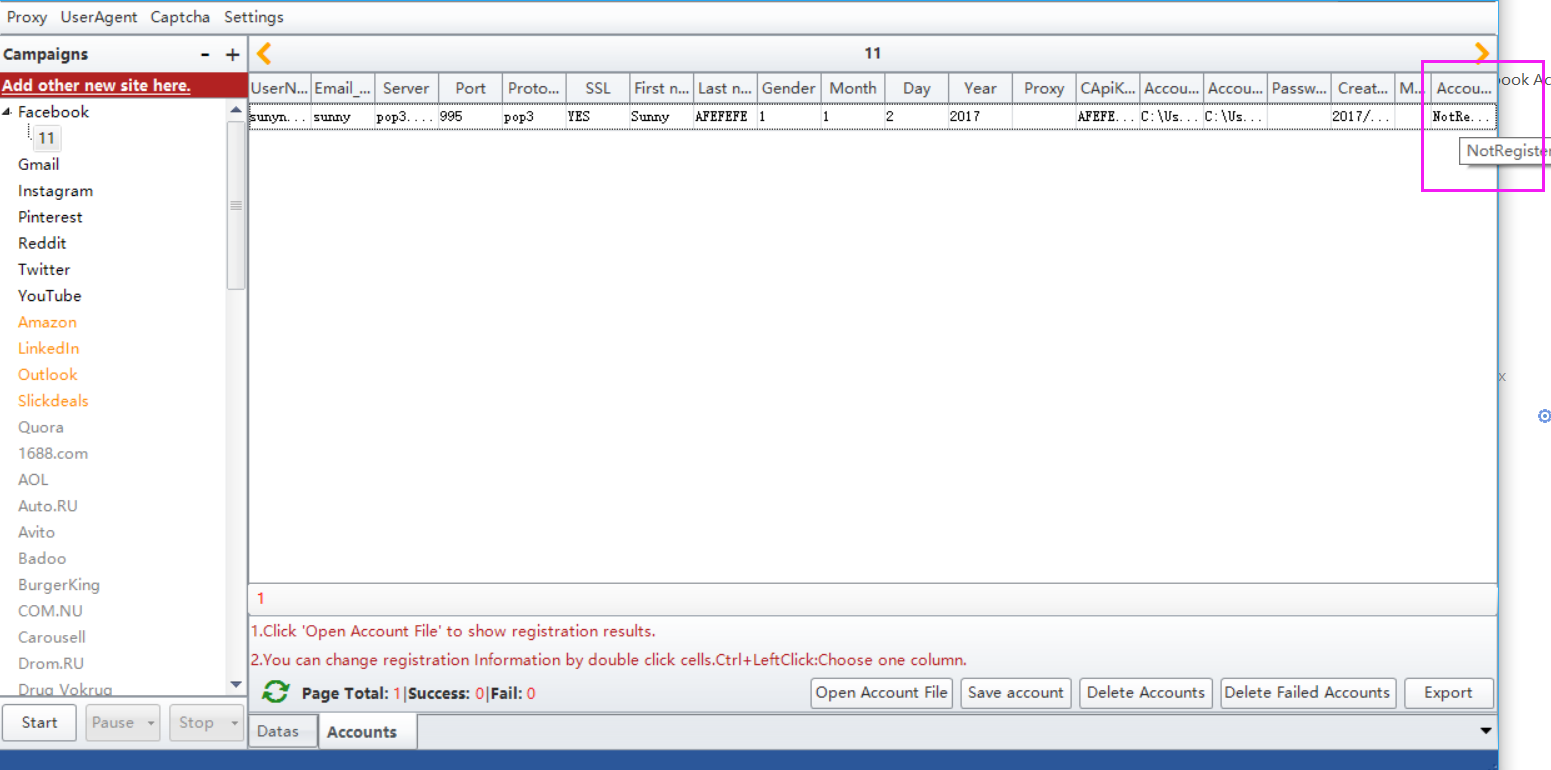 Proxy UserAgent Captcha Settings
Campaigns - +
11
Add other new site here.
UserN... Email_... Server Port Proto... SSL First n... Last n... Gender Month Day Year Proxy CApiK... Accou... Accou... Passw... Creat... M... Accou...
book Ac
Facebook
sunyn... sunny pop3.... 995 pop3 YES Sunny AFEFEFE 1 1 2 2017 AFEFE... C:\Us... C:\Us... 2017/... NotRe...
11
NotRegister
Gmail
Instagram
Pinterest
Reddit
Twitter
YouTube
Amazon
LinkedIn
x
Outlook
Slickdeals
Quora
1688.com
AOL
Auto.RU
Avito
Badoo
BurgerKing
1
COM.NU
Carousell
1.Click 'Open Account File' to show registration results.
Drom.RU
2.You can change registration Information by double click cells.Ctrl+LeftClick:Choose one column.
Drug Vokrug
Page Total: 1|Success: 0|Fail: 0
Open Account File Save account Delete Accounts Delete Failed Accounts Export
Start Pause Stop
Datas Accounts